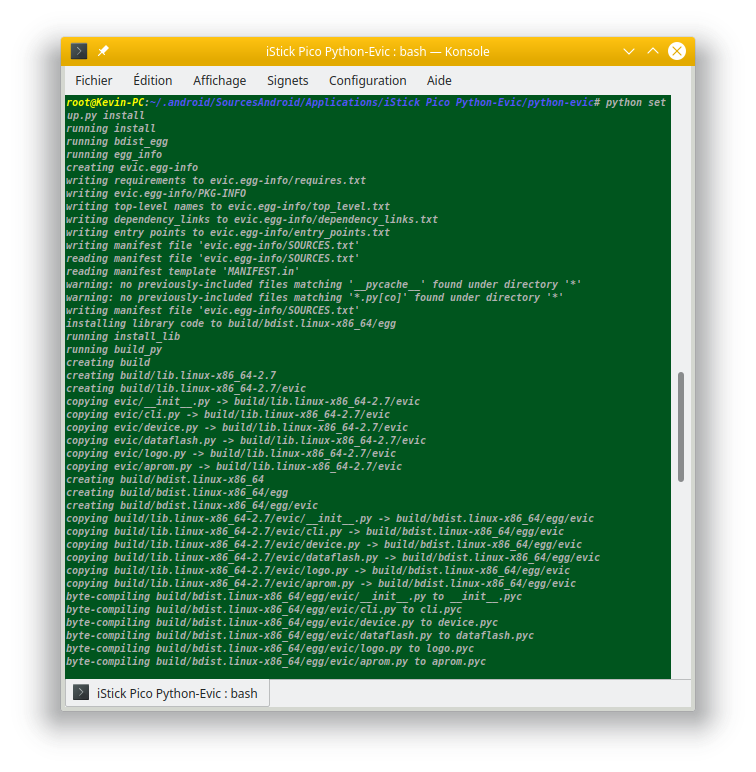 iStick Pico Python-Evic : bash — Konsole
Fichier Édition Affichage Signets Configuration Aide
root@Kevin-PC:~/.android/SourcesAndroid/Applications/iStick Pico Python-Evic/python-evic# python set
up.py install
running install
running bdist_egg
running egg_info
creating evic.egg-info
writing requirements to evic.egg-info/requires.txt
writing evic.egg-info/PKG-INFO
writing top-level names to evic.egg-info/top_level.txt
writing dependency_links to evic.egg-info/dependency_links.txt
writing entry points to evic.egg-info/entry_points.txt
writing manifest file 'evic.egg-info/SOURCES.txt'
reading manifest file 'evic.egg-info/SOURCES.txt'
reading manifest template 'MANIFEST.in'
warning: no previously-included files matching '__pycache__' found under directory '*'
warning: no previously-included files matching '*.py[co]' found under directory '*'
writing manifest file 'evic.egg-info/SOURCES.txt'
installing library code to build/bdist.linux-x86_64/egg
running install_lib
running build_py
creating build
creating build/lib.linux-x86_64-2.7
creating build/lib.linux-x86_64-2.7/evic
copying evic/__init__.py -> build/lib.linux-x86_64-2.7/evic
copying evic/cli.py -> build/lib.linux-x86_64-2.7/evic
copying evic/device.py -> build/lib.linux-x86_64-2.7/evic
copying evic/dataflash.py -> build/lib.linux-x86_64-2.7/evic
copying evic/logo.py -> build/lib.linux-x86_64-2.7/evic
copying evic/aprom.py -> build/lib.linux-x86_64-2.7/evic
creating build/bdist.linux-x86_64
creating build/bdist.linux-x86_64/egg
creating build/bdist.linux-x86_64/egg/evic
copying build/lib.linux-x86_64-2.7/evic/__init__.py -> build/bdist.linux-x86_64/egg/evic
copying build/lib.linux-x86_64-2.7/evic/cli.py -> build/bdist.linux-x86_64/egg/evic
copying build/lib.linux-x86_64-2.7/evic/device.py -> build/bdist.linux-x86_64/egg/evic
copying build/lib.linux-x86_64-2.7/evic/dataflash.py -> build/bdist.linux-x86_64/egg/evic
copying build/lib.linux-x86_64-2.7/evic/logo.py -> build/bdist.linux-x86_64/egg/evic
copying build/lib.linux-x86_64-2.7/evic/aprom.py -> build/bdist.linux-x86_64/egg/evic
byte-compiling build/bdist.linux-x86_64/egg/evic/__init__.py to __init__.pyc
byte-compiling build/bdist.linux-x86_64/egg/evic/cli.py to cli.pyc
byte-compiling build/bdist.linux-x86_64/egg/evic/device.py to device.pyc
byte-compiling build/bdist.linux-x86_64/egg/evic/dataflash.py to dataflash.pyc
byte-compiling build/bdist.linux-x86_64/egg/evic/logo.py to logo.pyc
byte-compiling build/bdist.linux-x86_64/egg/evic/aprom.py to aprom.pyc
iStick Pico Python-Evic : bash